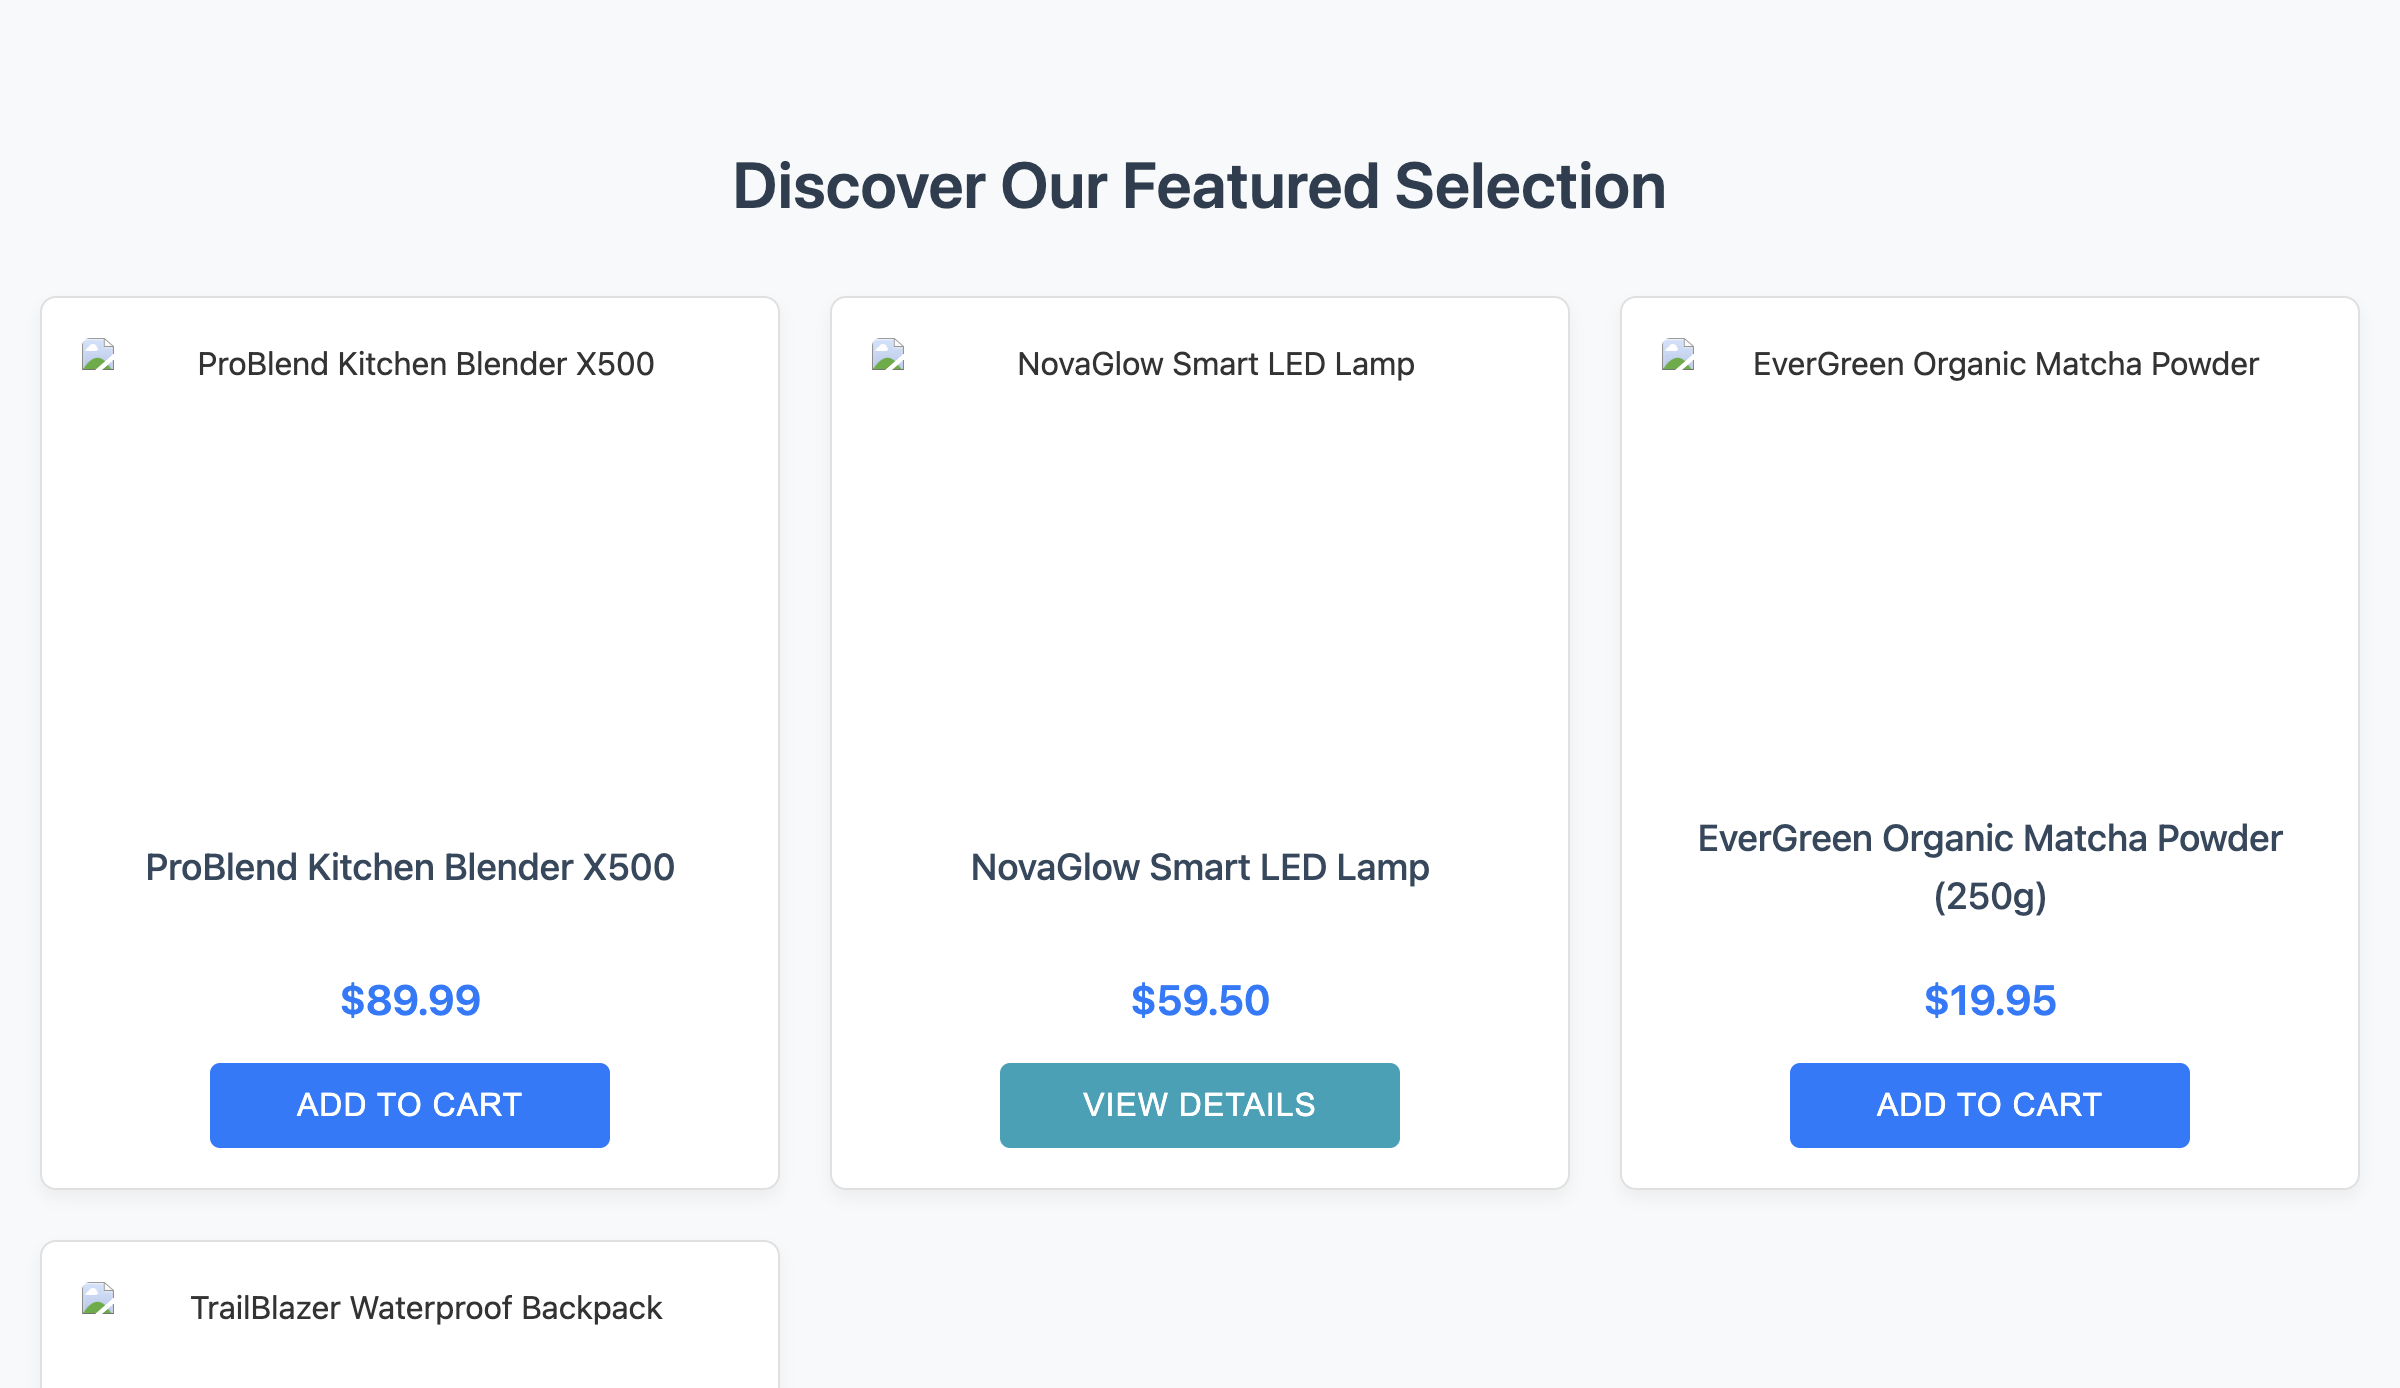 Discover Our Featured Selection
ProBlend Kitchen Blender X500
NovaGlow Smart LED Lamp
EverGreen Organic Matcha Powder
ProBlend Kitchen Blender X500
NovaGlow Smart LED Lamp
EverGreen Organic Matcha Powder
(250g)
$89.99
$59.50
$19.95
ADD TO CART
VIEW DETAILS
ADD TO CART
TrailBlazer Waterproof Backpack